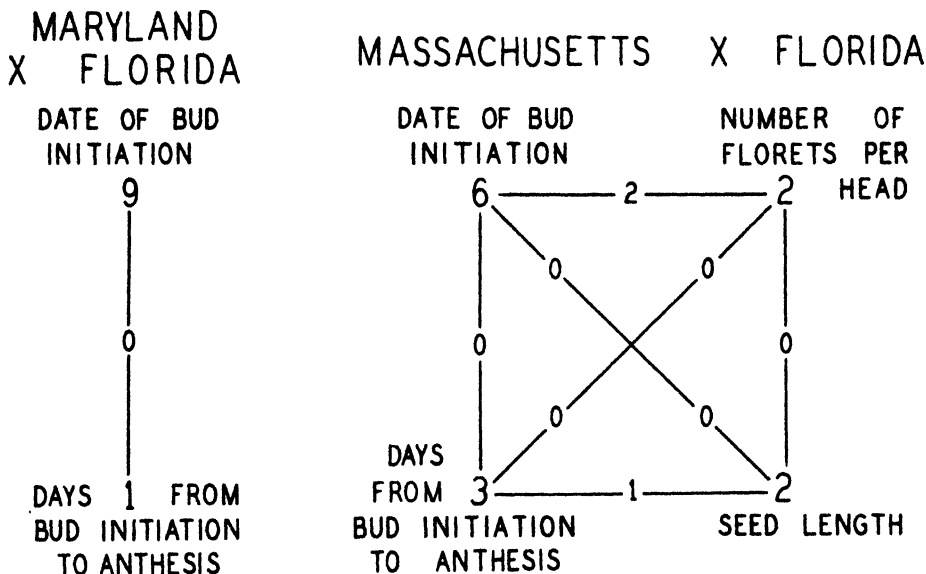 MARYLAND
X FLORIDA
DATE OF BUD
INITIATION
9
0
DAYS 1 FROM
BUD INITIATION
TO ANTHESIS
MASSACHUSETTS X FLORIDA
DATE OF BUD
INITIATION
NUMBER OF
FLORETS PER
HEAD
6 2 2
0 0
0 0
0 0
DAYS
FROM 3 1 2
BUD INITIATION
TO ANTHESIS
SEED LENGTH